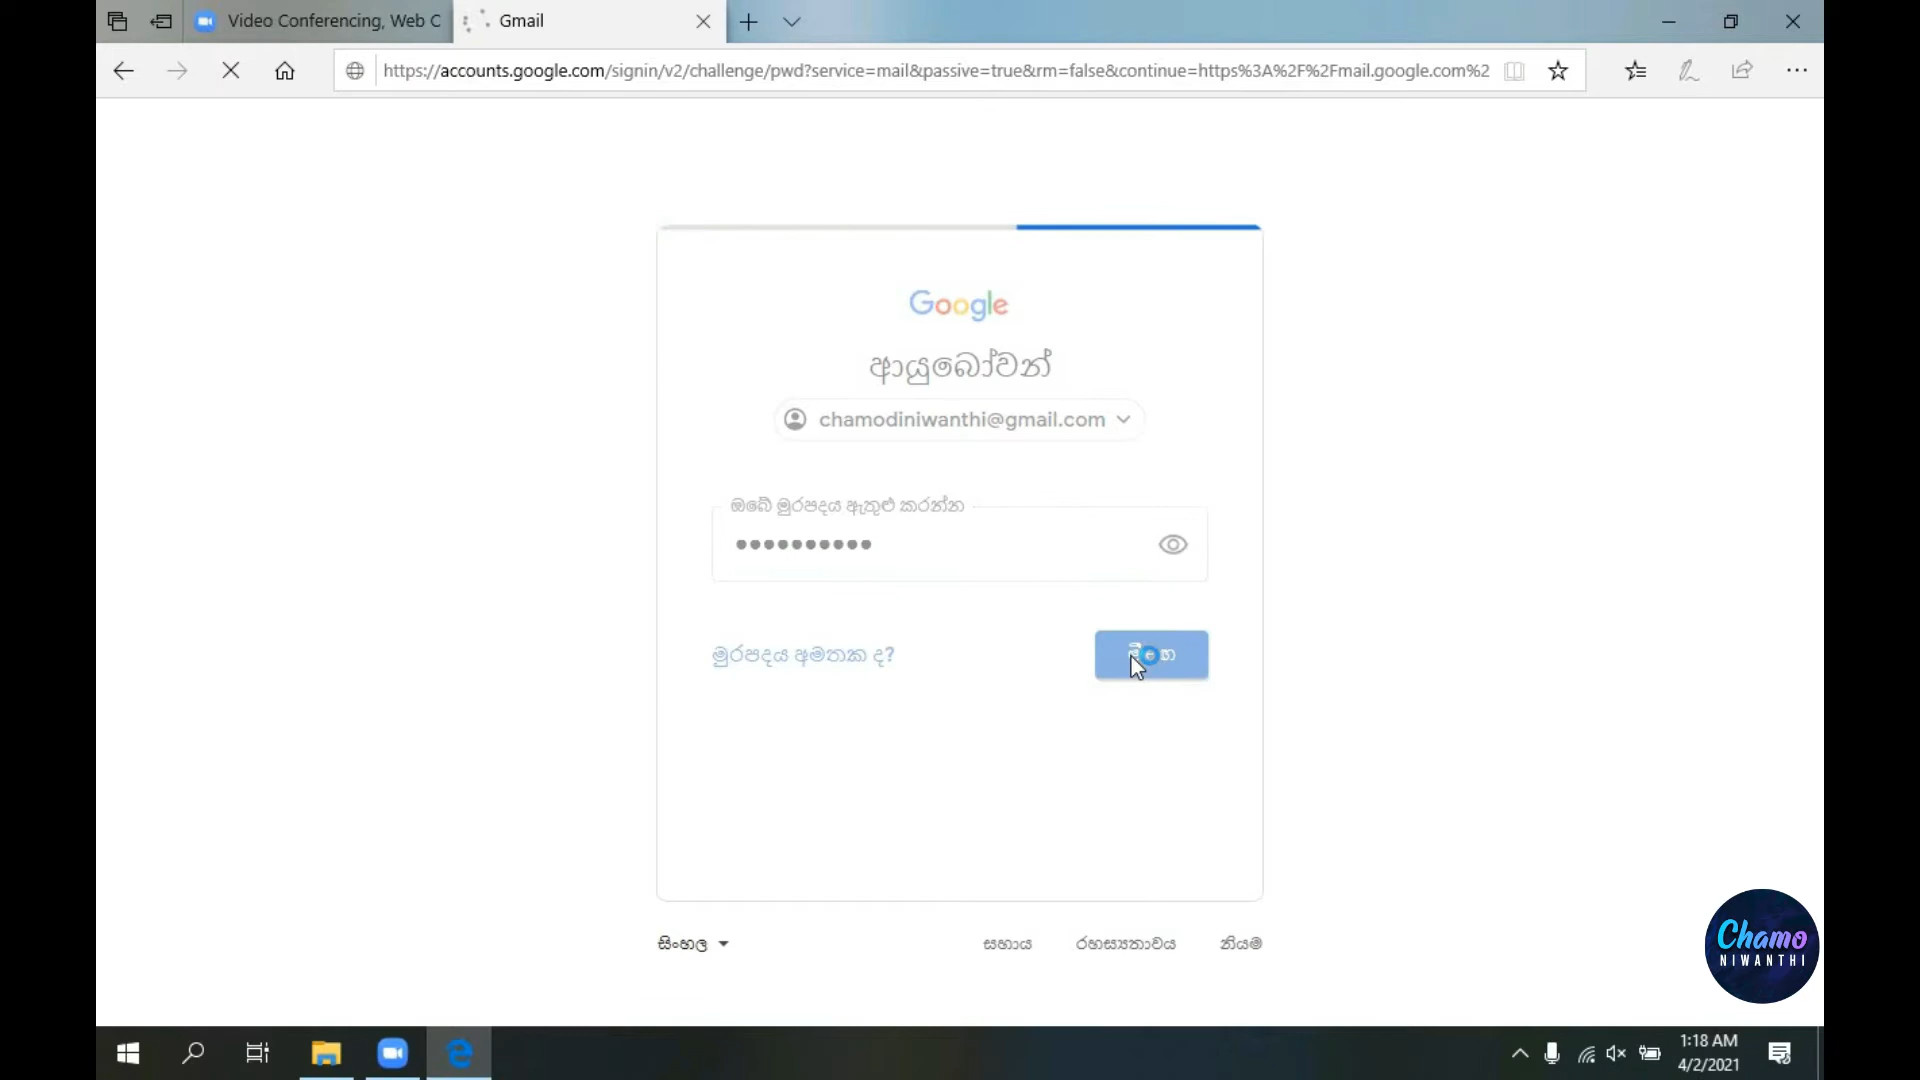 Video Conferencing, Web C
Gmail
https://accounts.google.com/signin/v2/challenge/pwd?service=mail&passive=true&rm=false&continue=https%3A%2F%2Fmail.google.com%2
Google
ආයුබෝවන්
chamodiniwanthi@gmail.com
ඔබේ මුරපදය ඇතුළු කරන්න
මුරපදය අමතක ද?
සිංහල
සහාය
රහස්‍යතාවය
නියම
Chamo
NIWANTHI
1:18 AM
4/2/2021